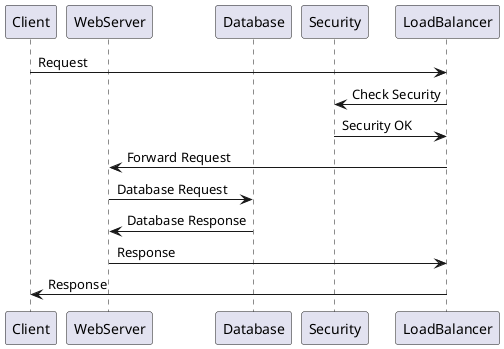 Client WebServer Database Security LoadBalancer
Request
Check Security
Security OK
Forward Request
Database Request
Database Response
Response
Response
Client WebServer Database Security LoadBalancer